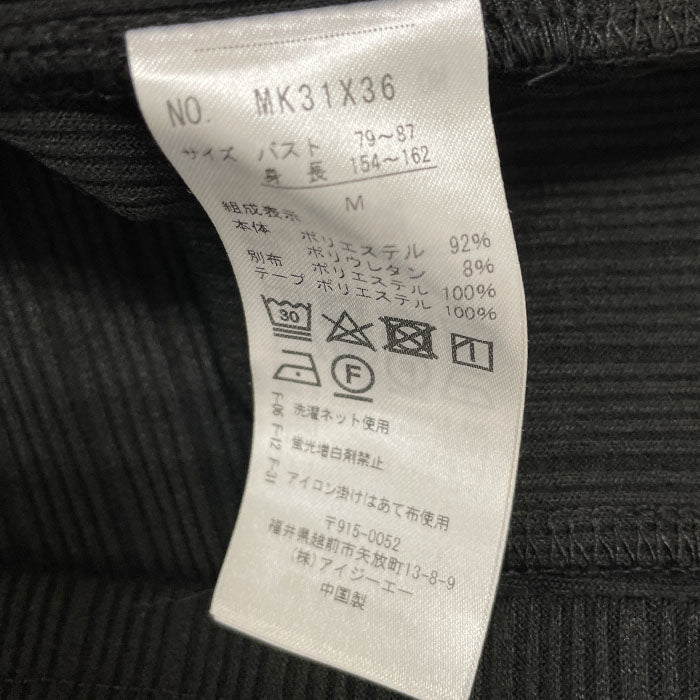 NO. MK31X36
サイズ バスト 79～87
身長 154～162
M
組成表示
本体 ポリエステル 92%
ポリウレタン 8%
別布 ポリエステル 100%
テープ ポリエステル 100%
30
F
F-06 洗濯ネット使用
F-12 蛍光増白剤禁止
F-31 アイロン掛けはあて布使用
〒915-0052
福井県越前市矢放町13-8-9
(株)アイジーエー
中国製